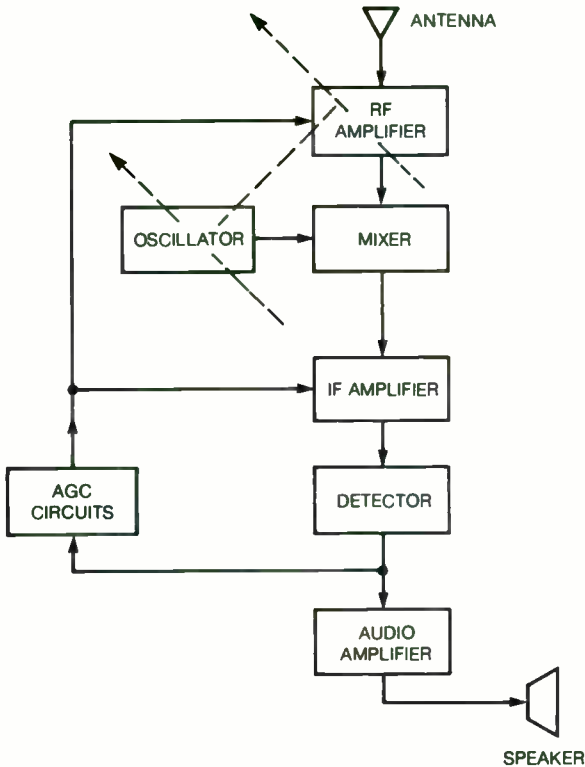 ANTENNA
RF
AMPLIFIER
OSCILLATOR
MIXER
IF AMPLIFIER
AGC
CIRCUITS
DETECTOR
AUDIO
AMPLIFIER
SPEAKER